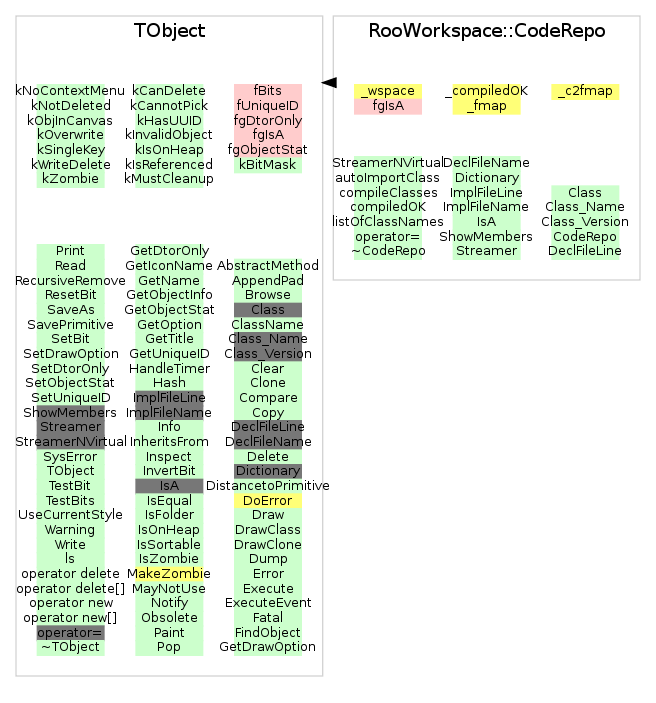 TObject
kNoContextMenu
kNotDeleted
kObjInCanvas
kOverwrite
kSingleKey
kWriteDelete
kZombie
kCanDelete
kCannotPick
kHasUUID
kInvalidObject
kIsOnHeap
kIsReferenced
kMustCleanup
fBits
fUniqueID
fgDtorOnly
fgIsA
fgObjectStat
kBitMask
Print
Read
RecursiveRemove
ResetBit
SaveAs
SavePrimitive
SetBit
SetDrawOption
SetDtorOnly
SetObjectStat
SetUniqueID
ShowMembers
Streamer
StreamerNVirtual
SysError
TObject
TestBit
TestBits
UseCurrentStyle
Warning
Write
ls
operator delete
operator delete[]
operator new
operator new[]
operator=
~TObject
GetDtorOnly
GetIconName
GetName
GetObjectInfo
GetObjectStat
GetOption
GetTitle
GetUniqueID
HandleTimer
Hash
ImplFileLine
ImplFileName
Info
InheritsFrom
Inspect
InvertBit
IsA
IsEqual
IsFolder
IsOnHeap
IsSortable
IsZombie
MakeZombie
MayNotUse
Notify
Obsolete
Paint
Pop
AbstractMethod
AppendPad
Browse
Class
ClassName
Class_Name
Class_Version
Clear
Clone
Compare
Copy
DeclFileLine
DeclFileName
Delete
Dictionary
DistancetoPrimitive
DoError
Draw
DrawClass
DrawClone
Dump
Error
Execute
ExecuteEvent
Fatal
FindObject
GetDrawOption
RooWorkspace::CodeRepo
_wspace
fgIsA
_compiledOK
_fmap
_c2fmap
StreamerNVirtual
autoImportClass
compileClasses
compiledOK
listOfClassNames
operator=
~CodeRepo
DeclFileName
Dictionary
ImplFileLine
ImplFileName
IsA
ShowMembers
Streamer
Class
Class_Name
Class_Version
CodeRepo
DeclFileLine